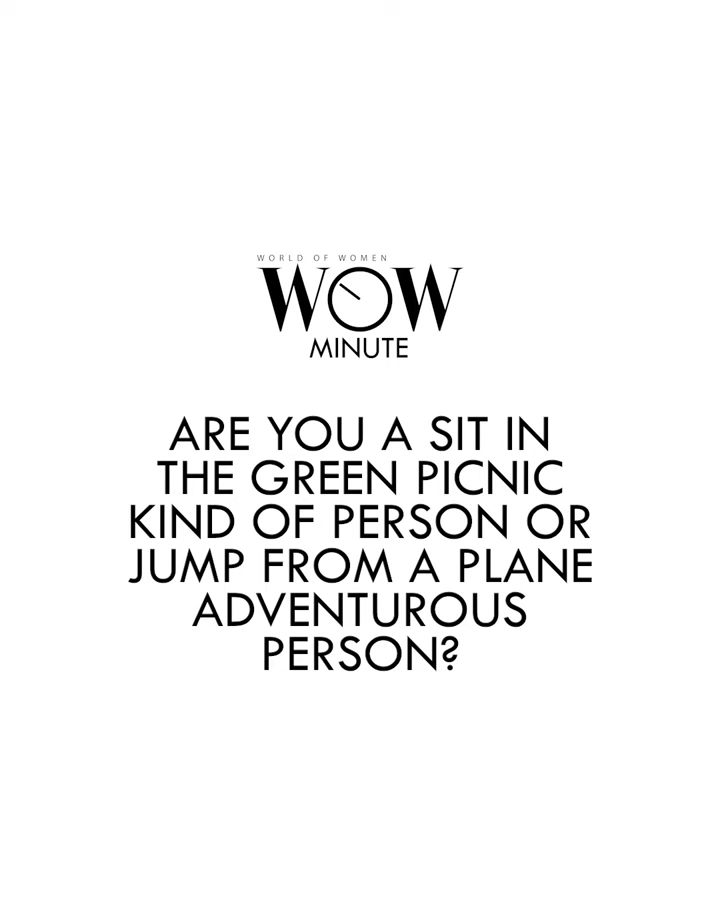 WORLD OF WOMEN
WOW
MINUTE
ARE YOU A SIT IN
THE GREEN PICNIC
KIND OF PERSON OR
JUMP FROM A PLANE
ADVENTUROUS
PERSON?